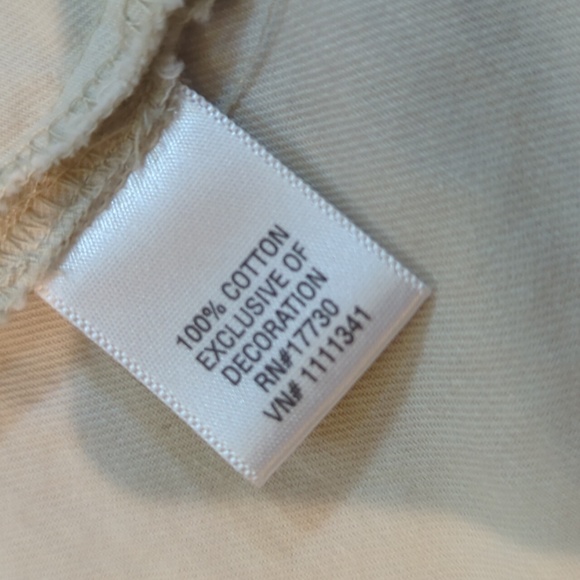 100% COTTON
EXCLUSIVE OF
DECORATION
RN#17730
VN# 1111341